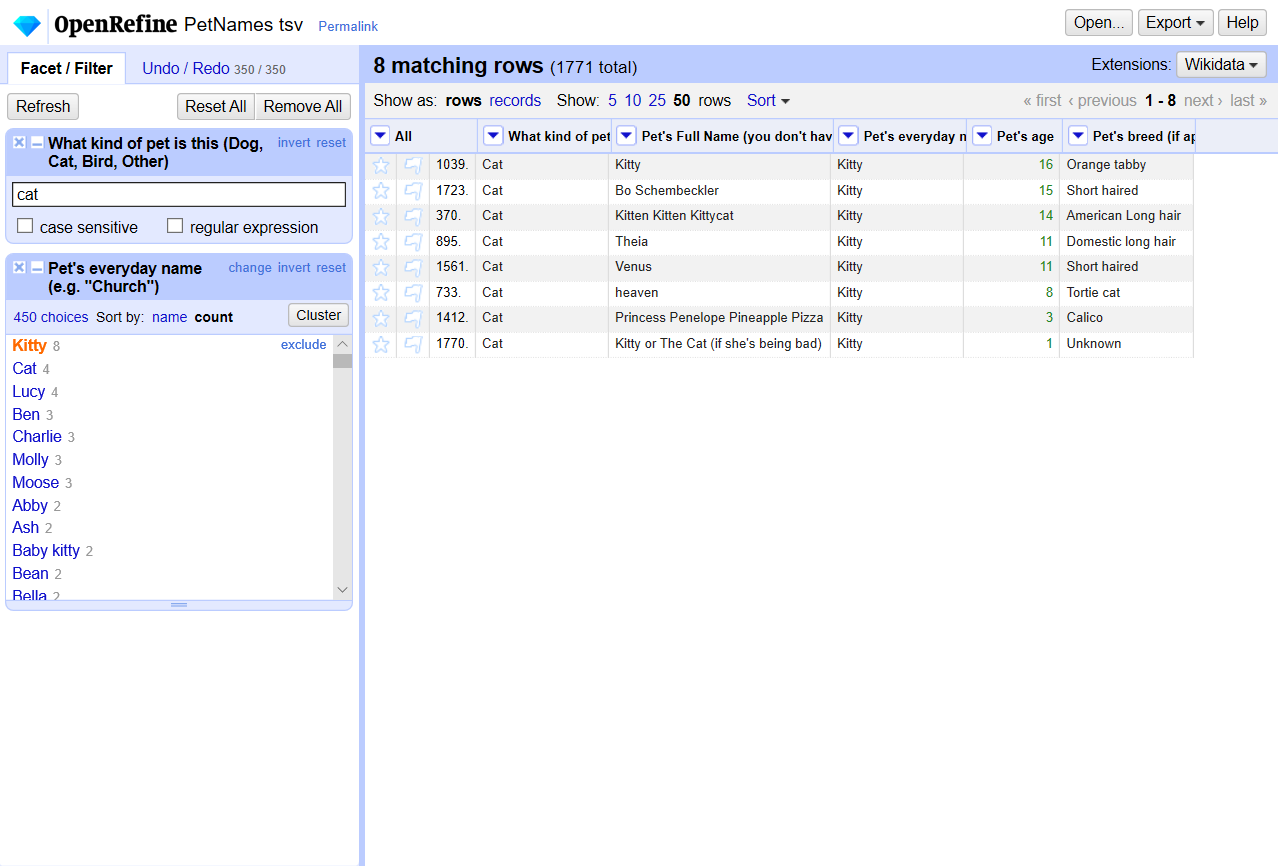 OpenRefine PetNames tsv Permalink Open... Export Help
Facet / Filter Undo / Redo 350 / 350
Refresh Reset All Remove All
What kind of pet is this (Dog, Cat, Bird, Other) invert reset
cat
case sensitive regular expression
Pet's everyday name (e.g. "Church") change invert reset
450 choices Sort by: name count Cluster
Kitty 8 exclude
Cat 4
Lucy 4
Ben 3
Charlie 3
Molly 3
Moose 3
Abby 2
Ash 2
Baby kitty 2
Bean 2
Bella 2
8 matching rows (1771 total) Extensions: Wikidata
Show as: rows records Show: 5 10 25 50 rows Sort « first ‹ previous 1 - 8 next › last »
All What kind of pet Pet's Full Name (you don't hav Pet's everyday n Pet's age Pet's breed (if ap
1039. Cat Kitty Kitty 16 Orange tabby
1723. Cat Bo Schembeckler Kitty 15 Short haired
370. Cat Kitten Kitten Kittycat Kitty 14 American Long hair
895. Cat Theia Kitty 11 Domestic long hair
1561. Cat Venus Kitty 11 Short haired
733. Cat heaven Kitty 8 Tortie cat
1412. Cat Princess Penelope Pineapple Pizza Kitty 3 Calico
1770. Cat Kitty or The Cat (if she's being bad) Kitty 1 Unknown